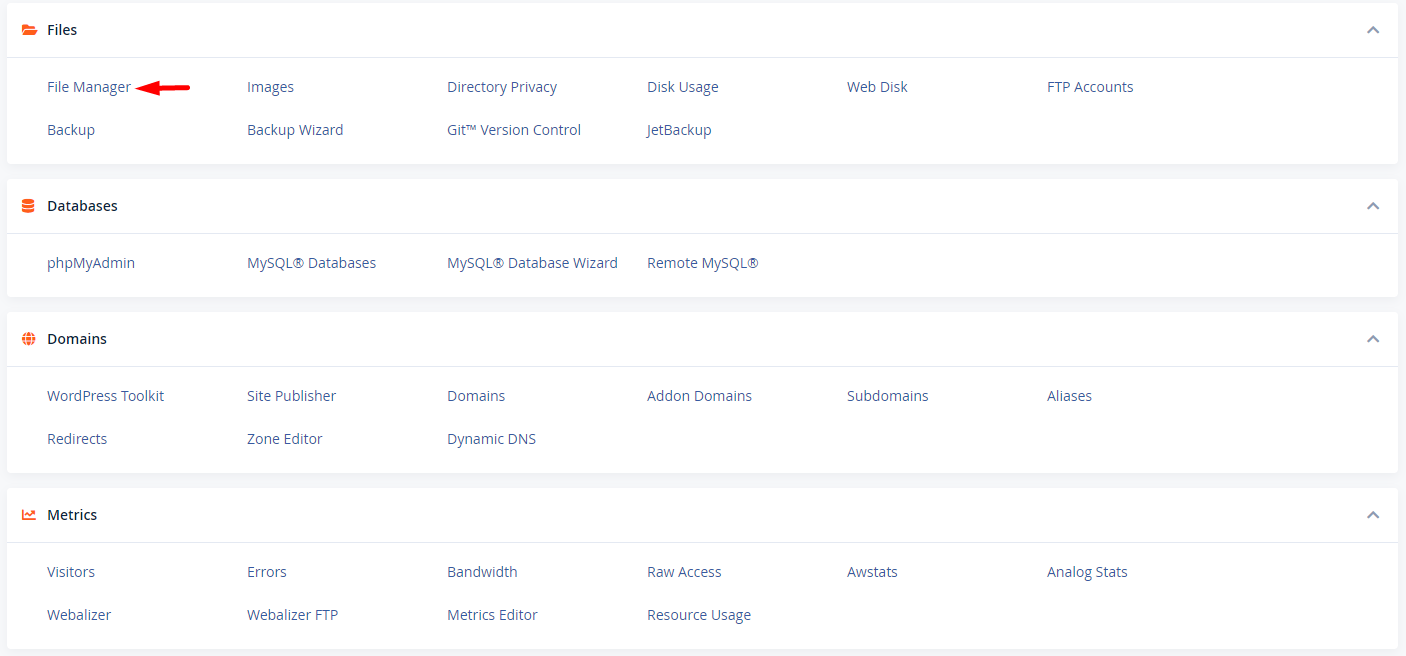 Files
File Manager Images Directory Privacy Disk Usage Web Disk FTP Accounts
Backup Backup Wizard Git™ Version Control JetBackup
Databases
phpMyAdmin MySQL® Databases MySQL® Database Wizard Remote MySQL®
Domains
WordPress Toolkit Site Publisher Domains Addon Domains Subdomains Aliases
Redirects Zone Editor Dynamic DNS
Metrics
Visitors Errors Bandwidth Raw Access Awstats Analog Stats
Webalizer Webalizer FTP Metrics Editor Resource Usage